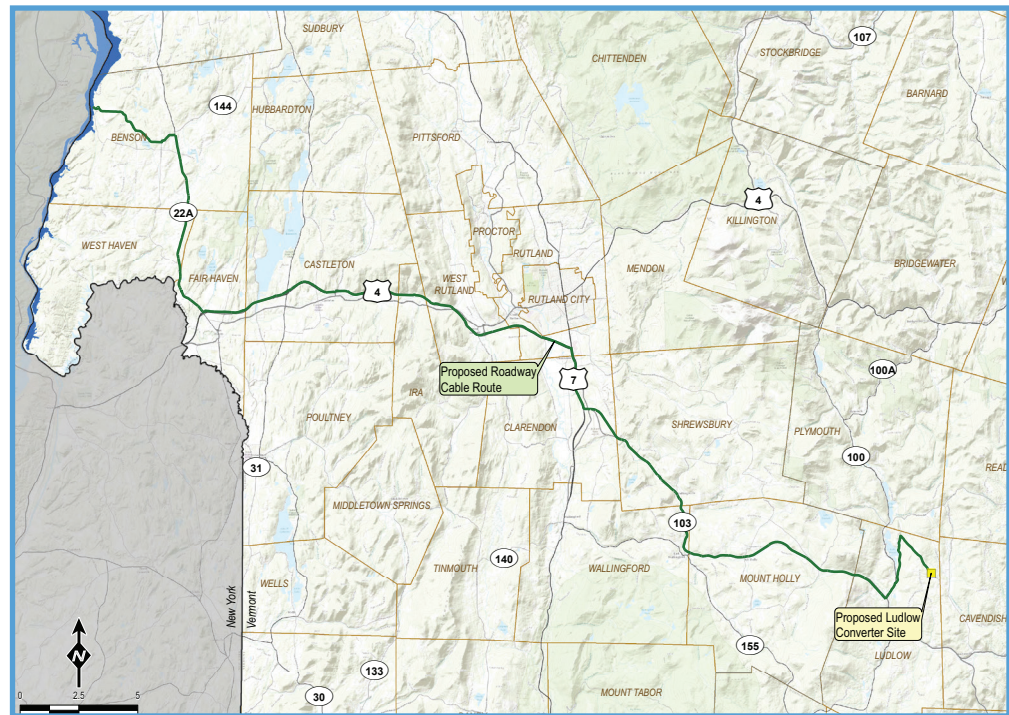 SUDBURY
107
STOCKBRIDGE
CHITTENDEN
BARNARD
144
HUBBARDTON
PITTSFORD
BENSON
4
22A
KILLINGTON
PROCTOR
WEST HAVEN
RUTLAND
BRIDGEWATER
CASTLETON
MENDON
FAIR HAVEN
WEST
RUTLAND
4
RUTLAND CITY
Proposed Roadway
Cable Route
7
100A
IRA
POULTNEY
CLARENDON
SHREWSBURY
PLYMOUTH
100
31
READ
MIDDLETOWN SPRINGS
103
140
TINMOUTH
WALLINGFORD
MOUNT HOLLY
WELLS
New York
Vermont
Proposed Ludlow
Converter Site
CAVENDISH
155
LUDLOW
N
133
30
MOUNT TABOR
0 2.5 5